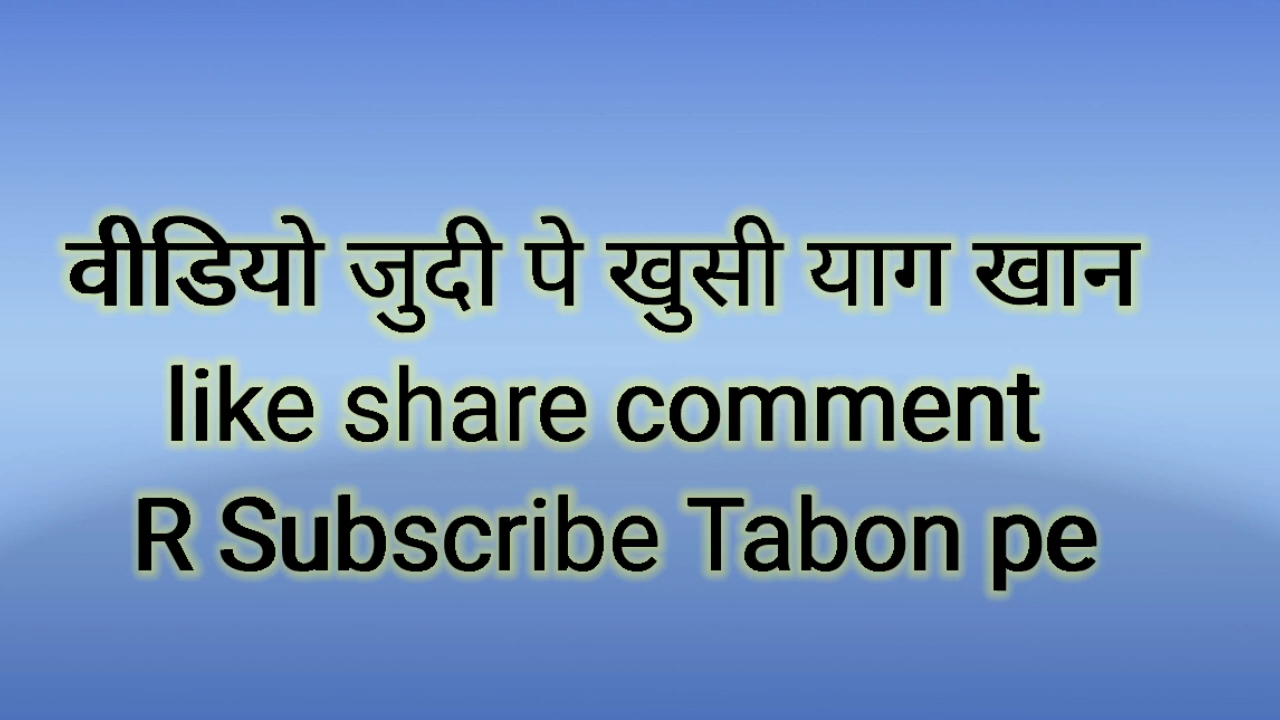 वीडियो जुदी पे खुसी याग खान
like share comment
R Subscribe Tabon pe